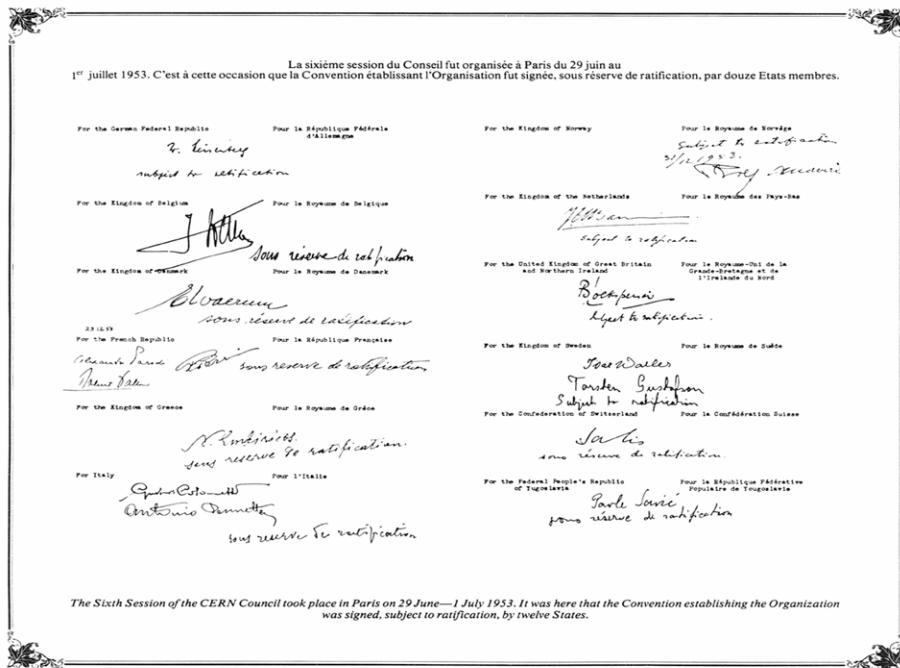 La sixième session du Conseil fut organisée à Paris du 29 juin au
1er juillet 1953. C'est à cette occasion que la Convention établissant l'Organisation fut signée, sous réserve de ratification, par douze Etats membres.
For the German Federal Republic Pour la République Fédérale
d'Allemagne
subject to ratification
For the Kingdom of Belgium Pour le Royaume de Belgique
sous réserve de ratification
For the Kingdom of Denmark Pour le Royaume de Danemark
sous réserve de ratification
23.12.53
For the French Republic Pour la République Française
sous reserve de ratification
For the Kingdom of Greece Pour le Royaume de Grèce
sous reserve de ratification.
For Italy Pour l'Italie
Antonio
sous reserve de ratification
For the Kingdom of Norway Pour le Royaume de Norvège
Subject to ratification
31/12 1953.
For the Kingdom of the Netherlands Pour le Royaume des Pays-Bas
Subject to ratification
For the United Kingdom of Great Britain Pour le Royaume-Uni de la
and Northern Ireland Grande-Bretagne et de
l'Irelande du Nord
subject to ratification.
For the Kingdom of Sweden Pour le Royaume de Suède
Torsten Gustafson
Subject to ratification
For the Confederation of Switzerland Pour la Confédération Suisse
sous réserve de ratification.
For the Federal People's Republic Pour la République Fédérative
of Yugoslavia Populaire de Yougoslavie
Pavle Savić
sous réserve de ratification
The Sixth Session of the CERN Council took place in Paris on 29 June—1 July 1953. It was here that the Convention establishing the Organization
was signed, subject to ratification, by twelve States.